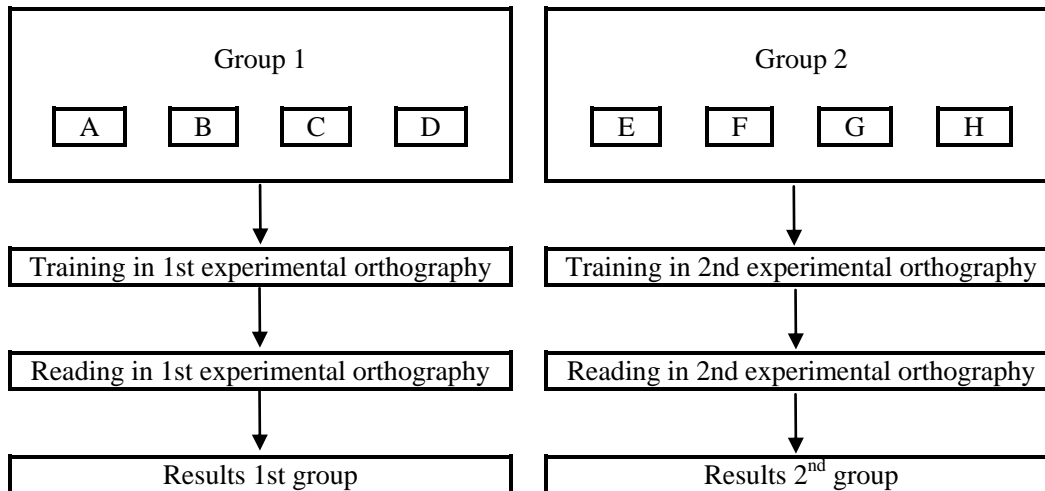 Group 1
A B C D
Training in 1st experimental orthography
Reading in 1st experimental orthography
Results 1st group
Group 2
E F G H
Training in 2nd experimental orthography
Reading in 2nd experimental orthography
Results 2nd group